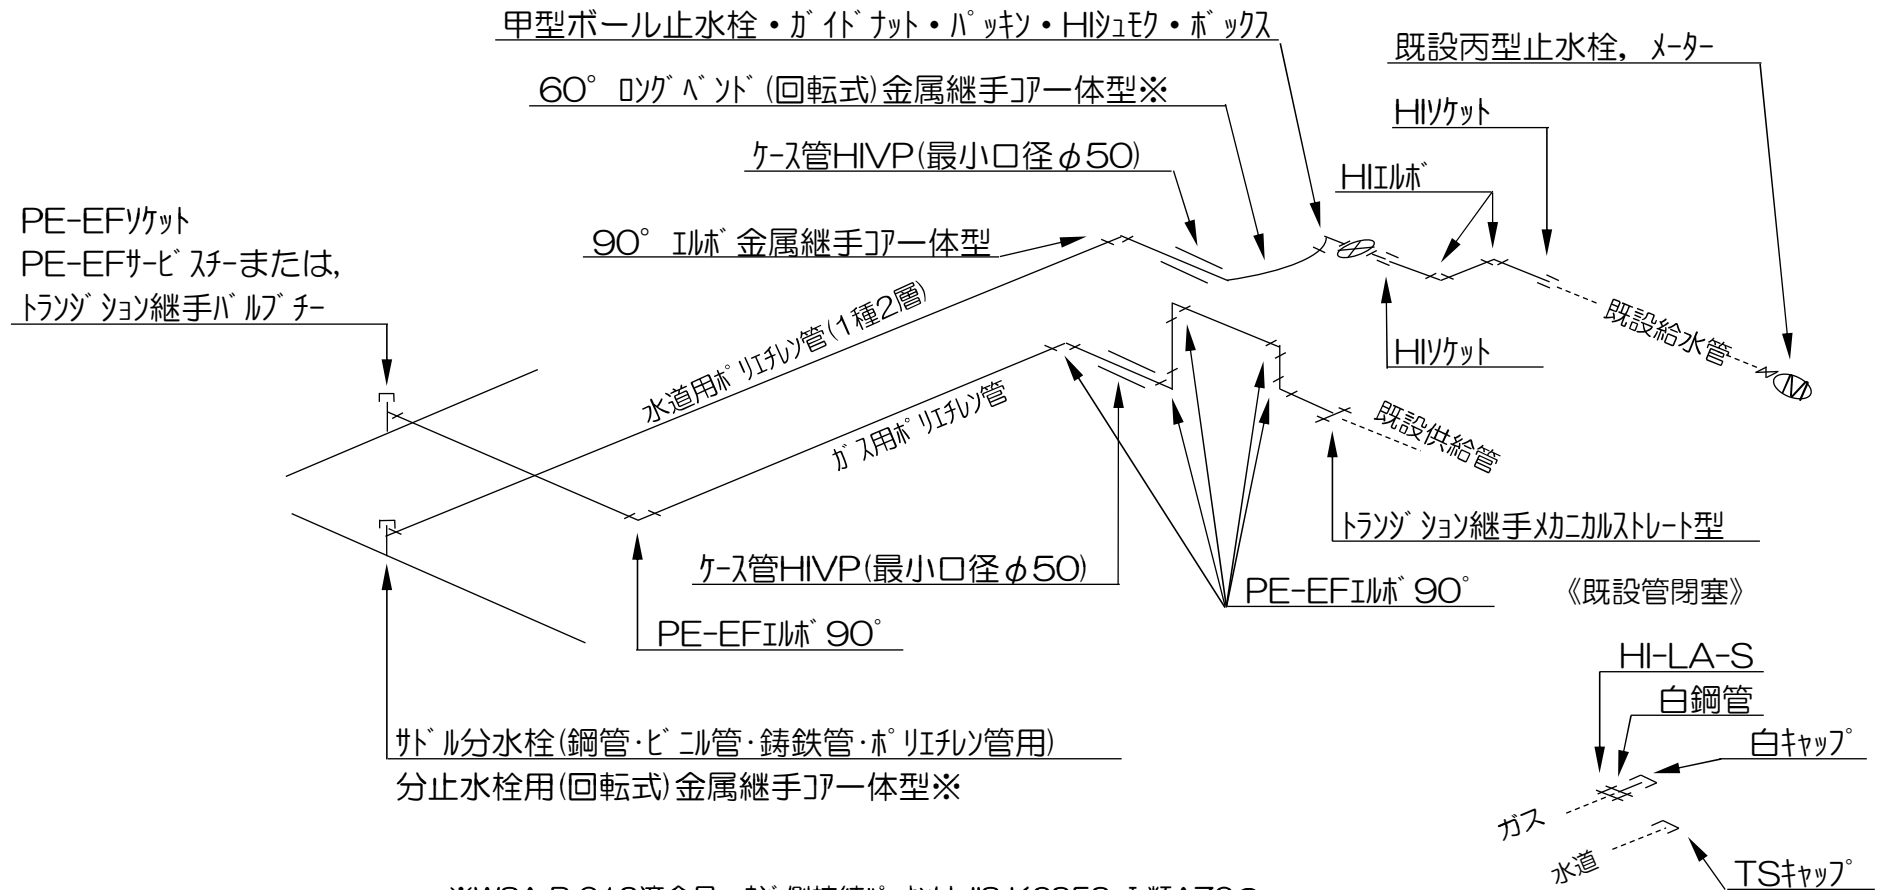 甲型ボール止水栓・ガイドナット・パッキン・HIシュモク・ボックス
既設丙型止水栓，メーター
60°ロングベンド(回転式)金属継手コアー体型※
HIソケット
ケース管HIVP(最小口径φ50)
HIエルボ
PE-EFソケット
PE-EFサービスチーまたは,
トランジション継手バルブチー
90°エルボ金属継手コアー体型
水道用ポリエチレン管(1種2層)
既設給水管
HIソケット
M
ガス用ポリエチレン管
既設供給管
トランジション継手メカニカルストレート型
ケース管HIVP(最小口径φ50)
PE-EFエルボ90°
《既設管閉塞》
PE-EFエルボ90°
HI-LA-S
白鋼管
白キャップ
サドル分水栓(鋼管・ビニル管・鋳鉄管・ポリエチレン管用)
分止水栓用(回転式)金属継手コアー体型※
ガス
水道
TSキャップ